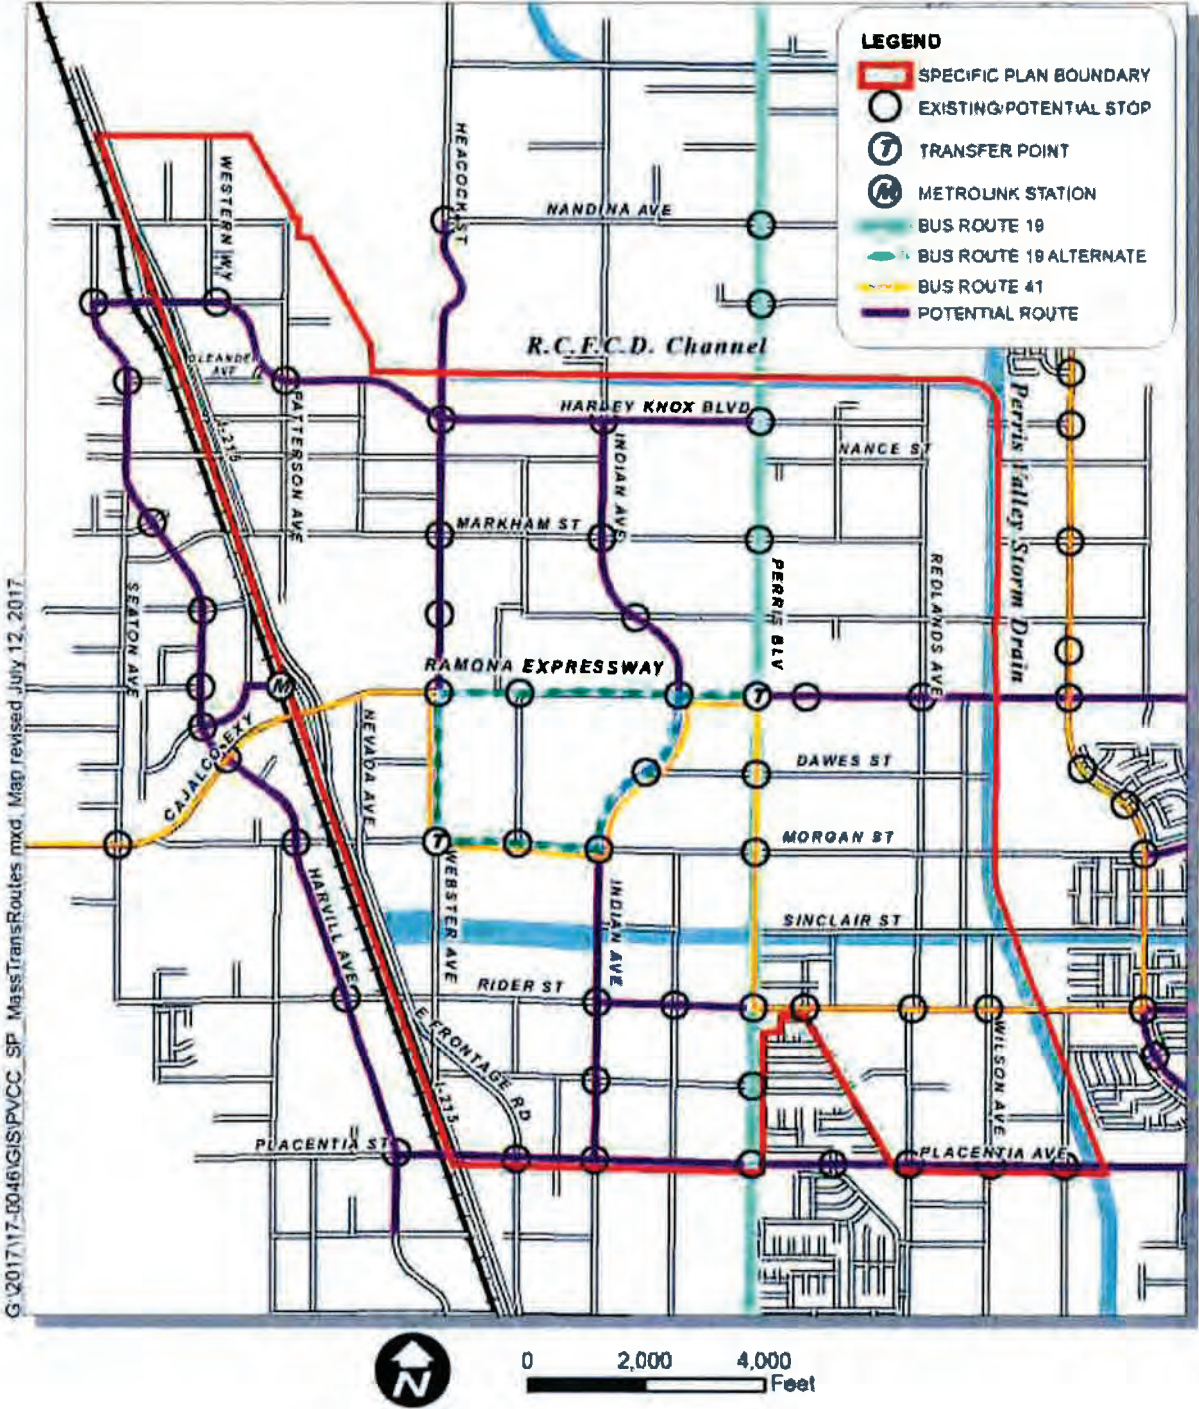 LEGEND
SPECIFIC PLAN BOUNDARY
EXISTING/POTENTIAL STOP
T TRANSFER POINT
M METROLINK STATION
BUS ROUTE 19
BUS ROUTE 19 ALTERNATE
BUS ROUTE 41
POTENTIAL ROUTE
HEACOCK ST
WESTERN WY
NANDINA AVE
R.C.F.C.D. Channel
OLEANDER
AVE
HARLEY KNOX BLVD
PATTERSON AVE
I-215
INDIAN AVE
NANCE ST
Perris Valley Storm Drain
MARKHAM ST
PERRIS BLV
REDLANDS AVE
SEATON AVE
RAMONA EXPRESSWAY
M
T
CAJALCO EXY
NEVADA AVE
DAWES ST
T
MORGAN ST
WEBSTER AVE
HARVILL AVE
INDIAN AVE
SINCLAIR ST
RIDER ST
E FRONTAGE RD
WILSON AVE
I-215
PLACENTIA ST
PLACENTIA AVE
G:\2017\17-0046\GIS\PVCC_SP_MassTransRoutes.mxd; Map revised July 12, 2017
N
0 2,000 4,000
Feet